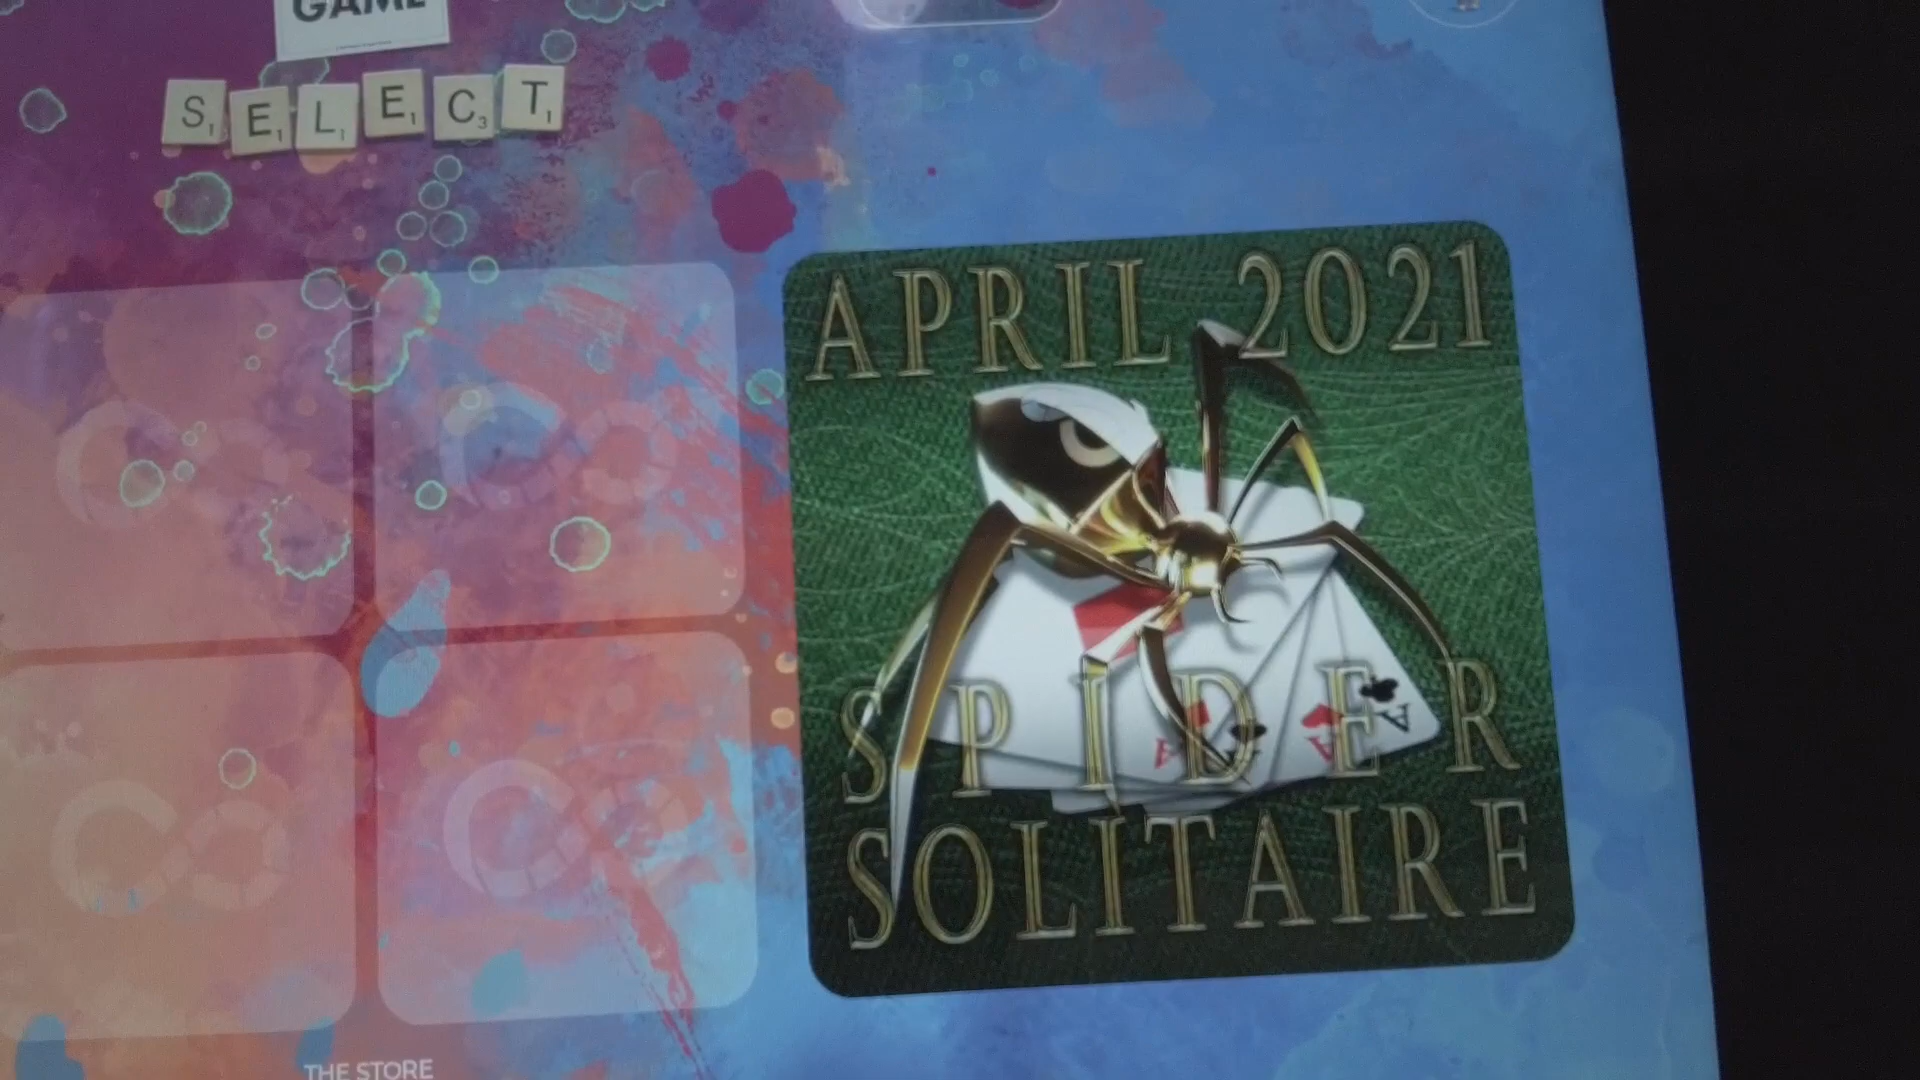 GAME
SELECT
APRIL 2021
SPIDER
SOLITAIRE
A A A A
THE STORE